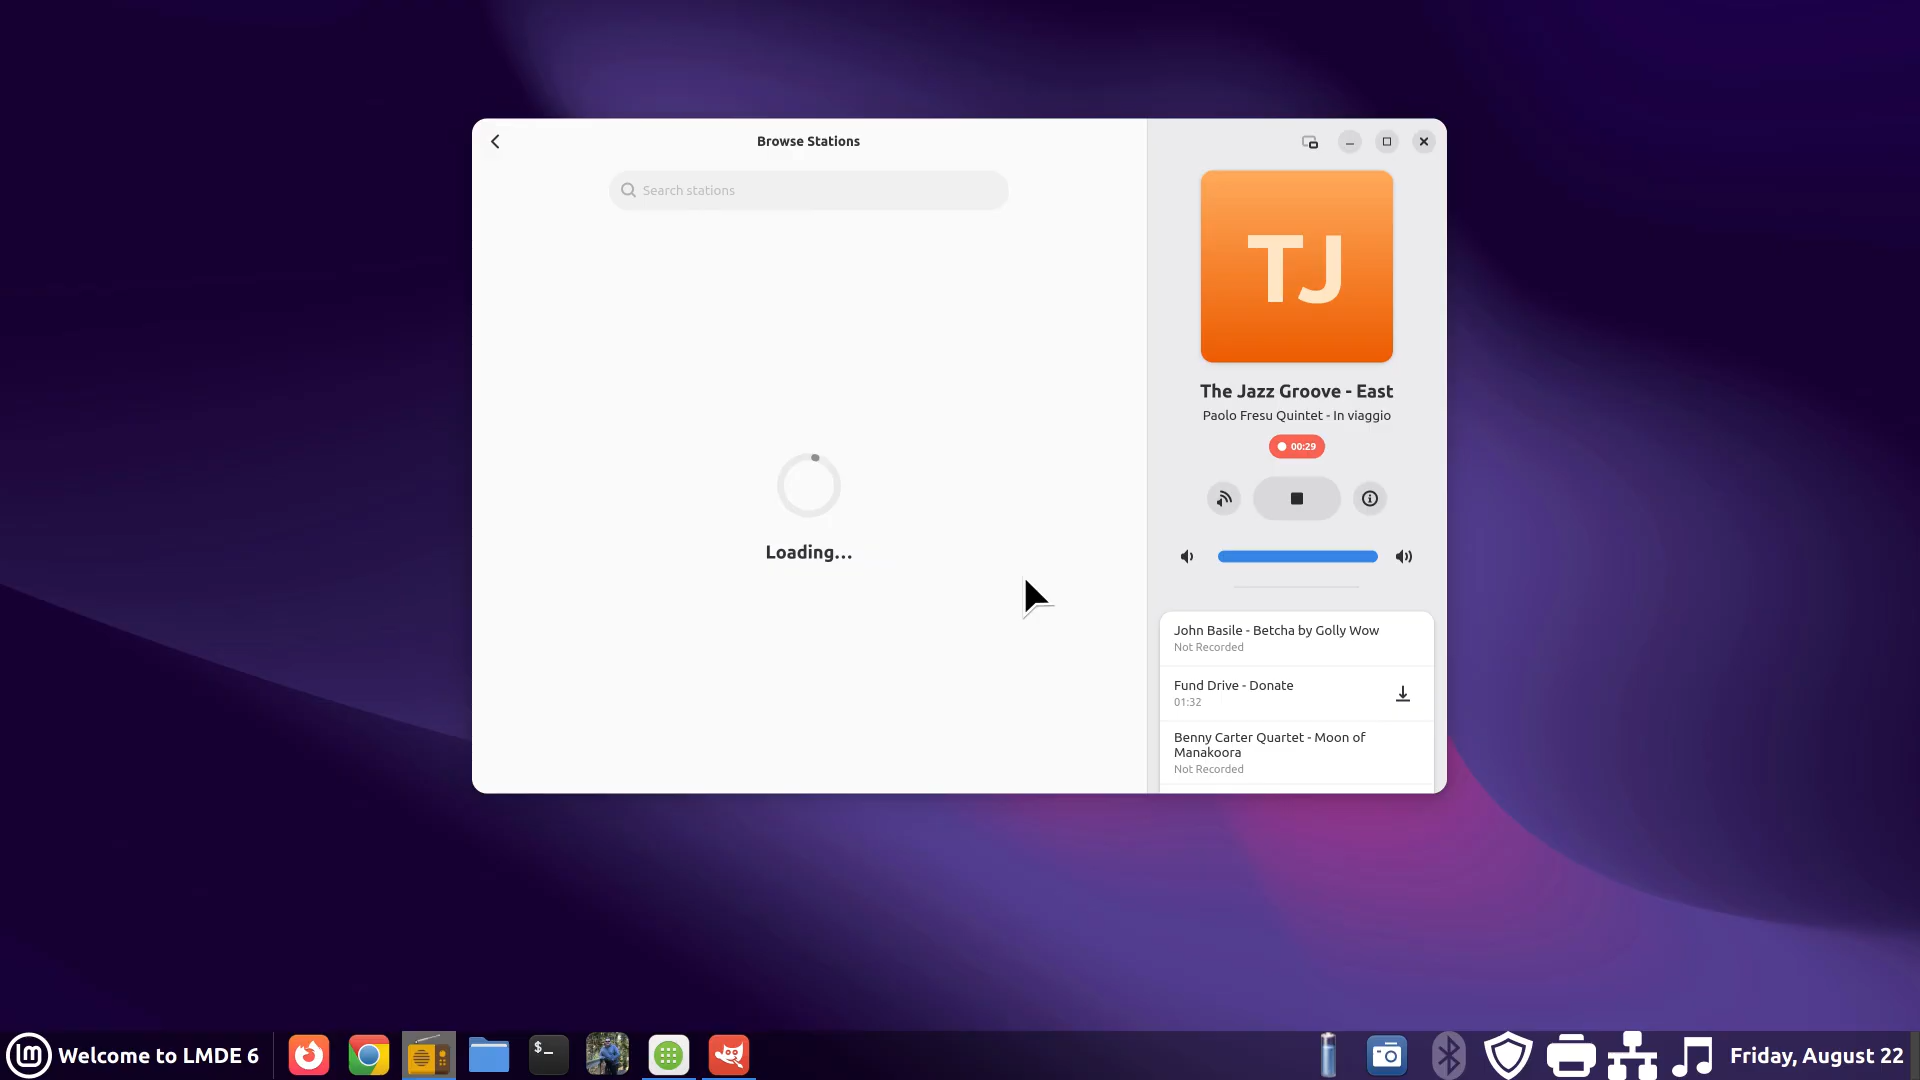 Browse Stations
Search stations
Loading...
TJ
The Jazz Groove - East
Paolo Fresu Quintet - In viaggio
00:29
John Basile - Betcha by Golly Wow
Not Recorded
Fund Drive - Donate
01:32
Benny Carter Quartet - Moon of
Manakoora
Not Recorded
lm
Welcome to LMDE 6
$_
Friday, August 22